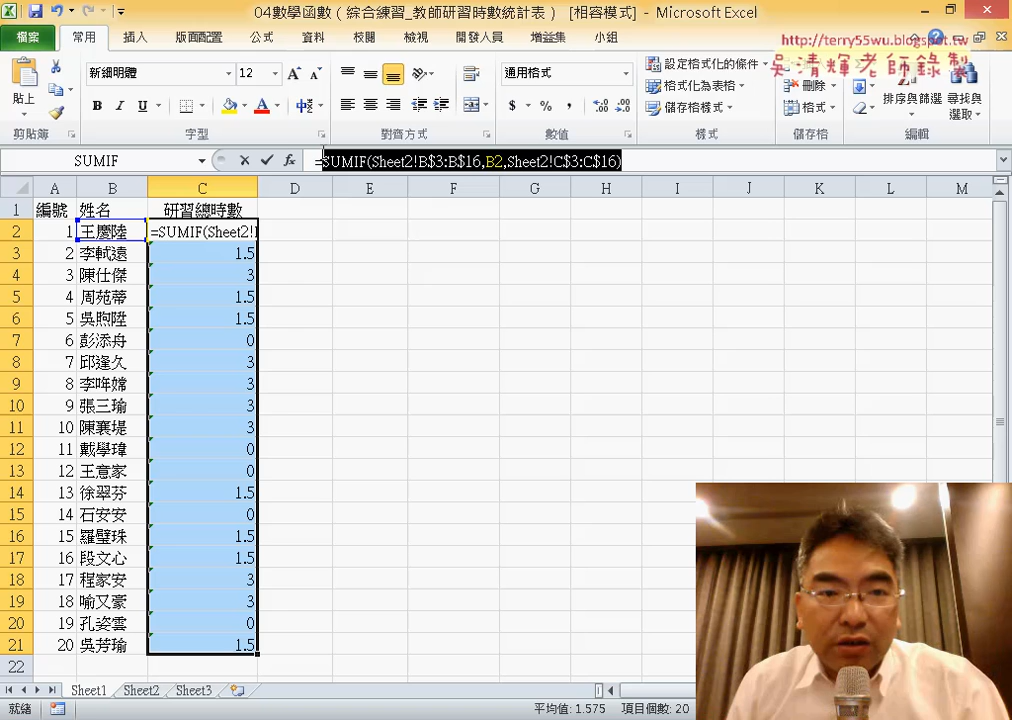 04數學函數（綜合練習_教師研習時數統計表） [相容模式] - Microsoft Excel
檔案 常用 插入 版面配置 公式 資料 校閱 檢視 開發人員 增益集 小組
http://terry55wu.blogspot.tw
吳清輝老師錄製
貼上 新細明體 12 通用格式 設定格式化的條件 格式化為表格 儲存格樣式 刪除 格式 排序與篩選 尋找與選取
B I U A 中 $ % , .00 .0
剪貼簿 字型 對齊方式 數值 樣式 儲存格 編輯
SUMIF fx =SUMIF(Sheet2!B$3:B$16,B2,Sheet2!C$3:C$16)
A B C D E F G H I J K L M
1 編號 姓名 研習總時數
2 1 王慶陸 =SUMIF(Sheet2!
3 2 李軾遠 1.5
4 3 陳仕傑 3
5 4 周苑蒂 1.5
6 5 吳煦陞 1.5
7 6 彭添舟 0
8 7 邱逢久 3
9 8 李哖嫦 3
10 9 張三瑜 3
11 10 陳襄堤 3
12 11 戴學瑋 0
13 12 王意家 0
14 13 徐翠芬 1.5
15 14 石安安 0
16 15 羅璧珠 1.5
17 16 段文心 1.5
18 17 程家安 3
19 18 喻又豪 3
20 19 孔姿雲 0
21 20 吳芳瑜 1.5
22
Sheet1 Sheet2 Sheet3
就緒 平均值: 1.575 項目個數: 20